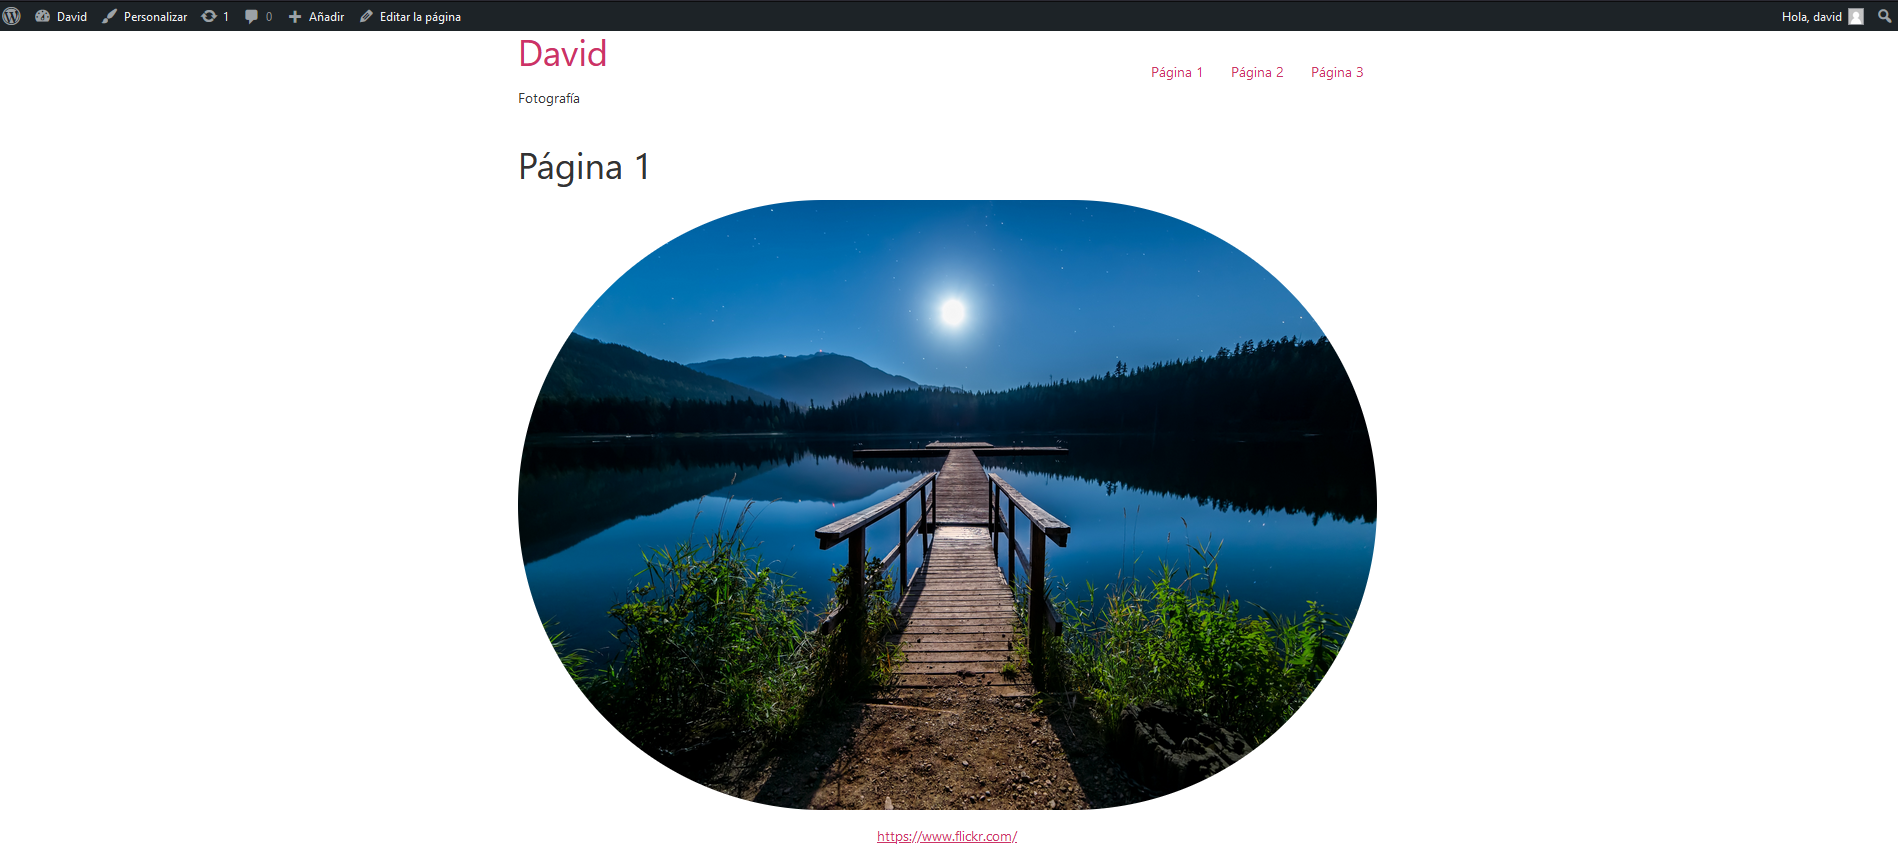 David Personalizar 1 0 Añadir Editar la página Hola, david
David
Página 1 Página 2 Página 3
Fotografía
Página 1
https://www.flickr.com/